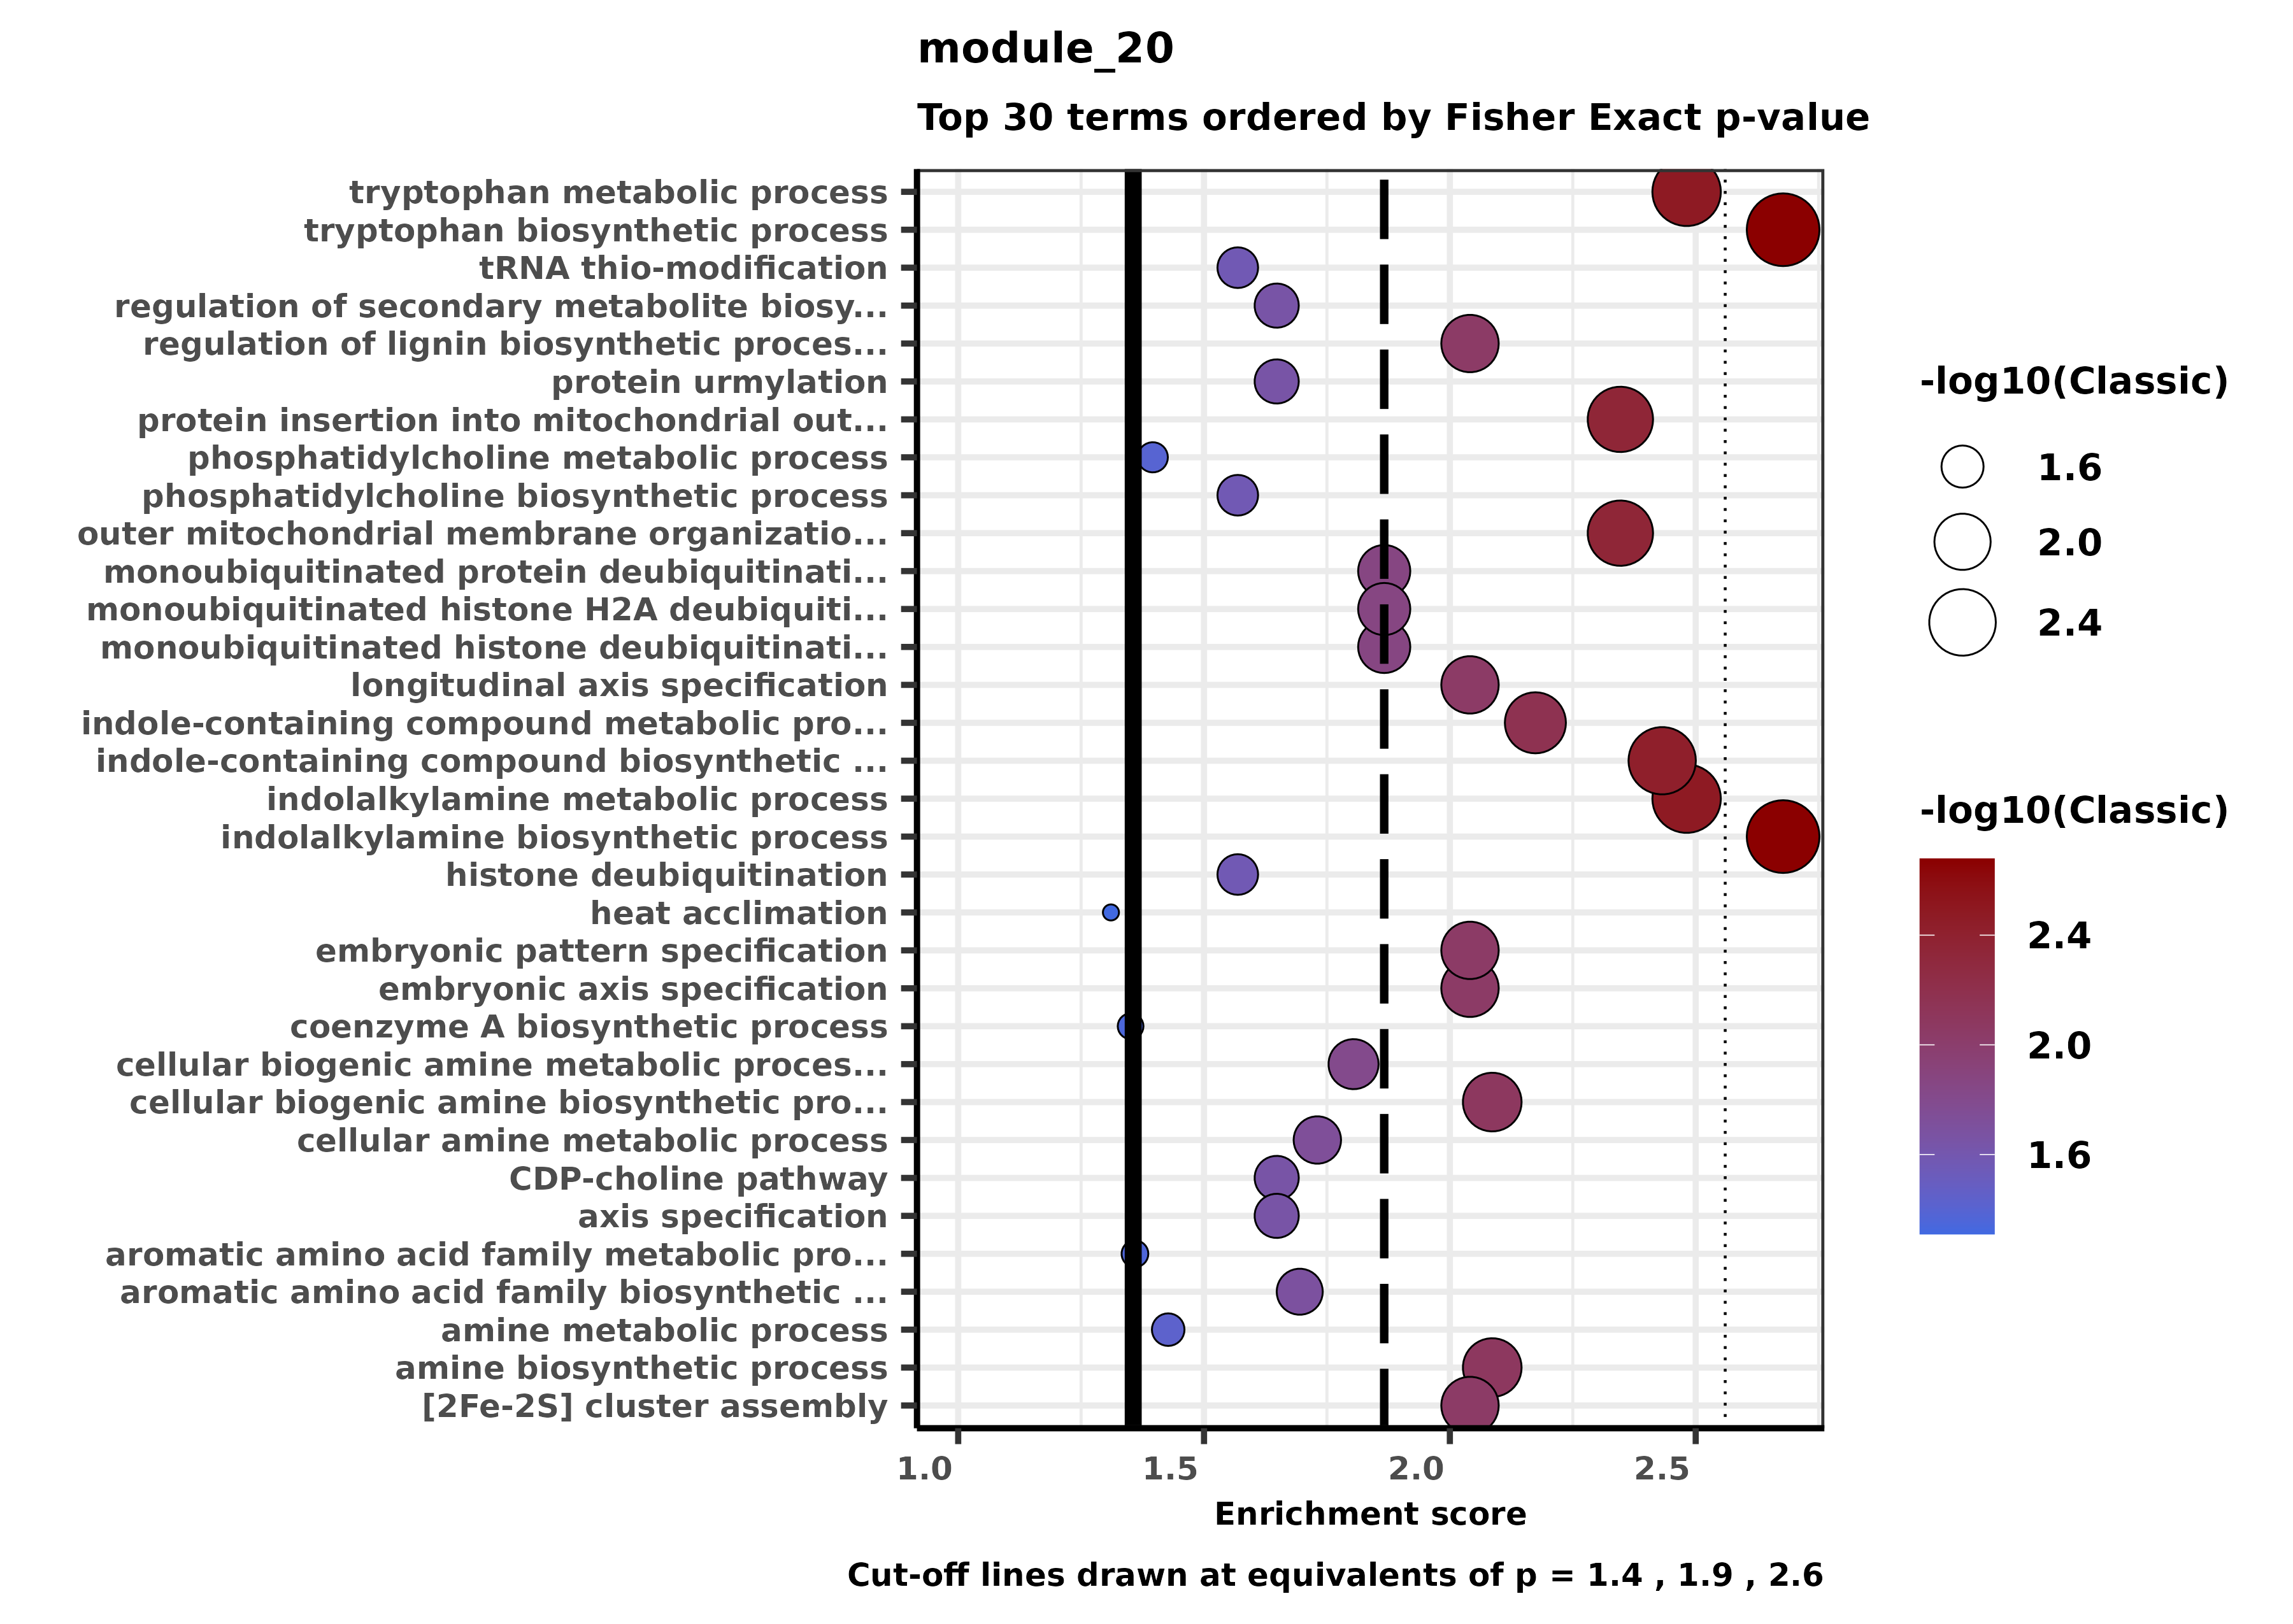 module_20
Top 30 terms ordered by Fisher Exact p-value
tryptophan metabolic process
tryptophan biosynthetic process
tRNA thio-modification
regulation of secondary metabolite biosy...
regulation of lignin biosynthetic proces...
protein urmylation
protein insertion into mitochondrial out...
phosphatidylcholine metabolic process
phosphatidylcholine biosynthetic process
outer mitochondrial membrane organizatio...
monoubiquitinated protein deubiquitinati...
monoubiquitinated histone H2A deubiquiti...
monoubiquitinated histone deubiquitinati...
longitudinal axis specification
indole-containing compound metabolic pro...
indole-containing compound biosynthetic ...
indolalkylamine metabolic process
indolalkylamine biosynthetic process
histone deubiquitination
heat acclimation
embryonic pattern specification
embryonic axis specification
coenzyme A biosynthetic process
cellular biogenic amine metabolic proces...
cellular biogenic amine biosynthetic pro...
cellular amine metabolic process
CDP-choline pathway
axis specification
aromatic amino acid family metabolic pro...
aromatic amino acid family biosynthetic ...
amine metabolic process
amine biosynthetic process
[2Fe-2S] cluster assembly
1.0 1.5 2.0 2.5
Enrichment score
Cut-off lines drawn at equivalents of p = 1.4 , 1.9 , 2.6
-log10(Classic)
1.6
2.0
2.4
-log10(Classic)
2.4
2.0
1.6